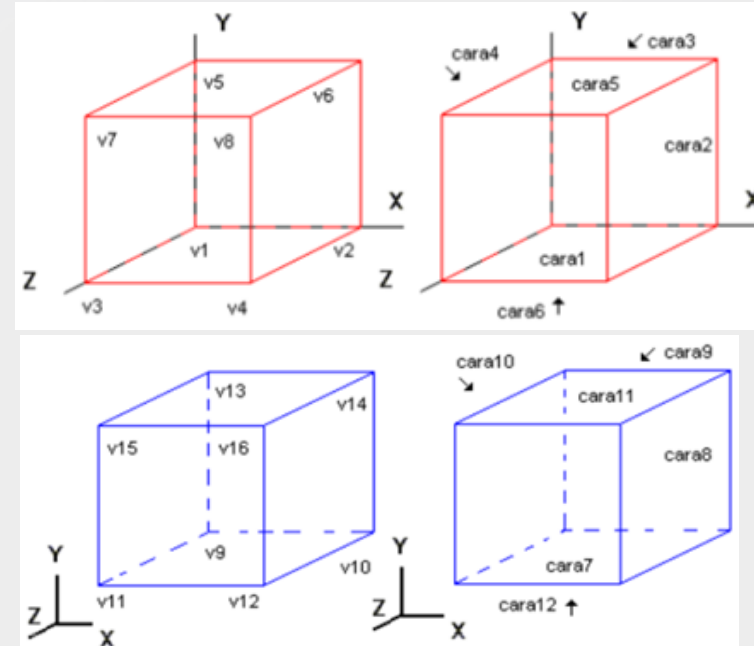 Y
v5
v6
v7
v8
X
v1
v2
Z
v3
v4
Y
cara3
cara4
cara5
cara2
X
Z
cara1
cara6
v13
v14
v15
v16
v9
Y
v10
v11
v12
Z
X
cara9
cara10
cara11
cara8
Y
cara7
Z
cara12
X